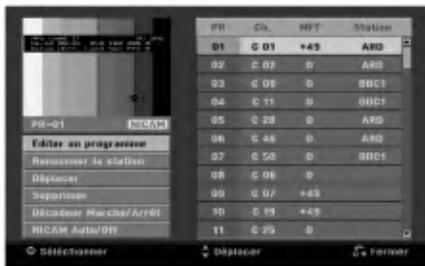 PR-01 NICAM
Editer un programme
Renommer la station
Déplacer
Supprimer
Décodeur Marche/Arrêt
NICAM Auto/Off
PR Ch. MFT Station
01 C 01 +49 ARD
02 C 02 0 ARD
03 C 09 0 BBC1
04 C 11 0 BBC1
05 C 28 0 ARD
06 C 46 0 ARD
07 C 50 0 BBC1
08 C 06 0
09 C 07 +49
10 C 19 +49
11 C 25 0
Séléctionner Déplacer Fermer